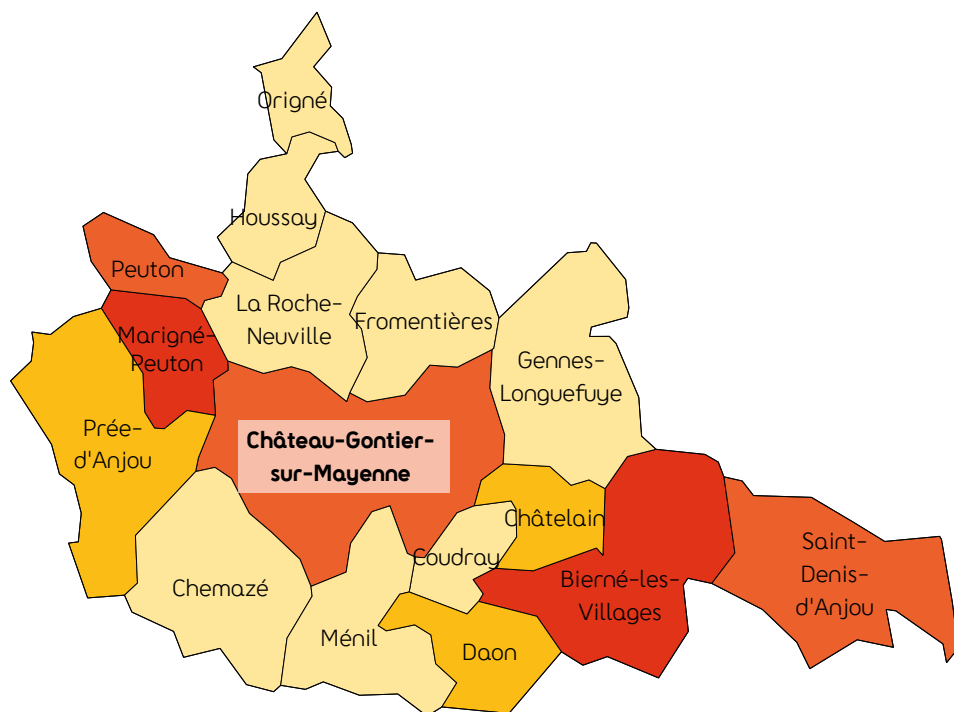 Origné
Houssay
Peuton
La Roche-
Neuville
Fromentières
Marigné-
Peuton
Gennes-
Longuefuye
Prée-
d'Anjou
Château-Gontier-
sur-Mayenne
Châtelain
Saint-
Denis-
d'Anjou
Coudray
Bierné-les-
Villages
Chemazé
Ménil
Daon